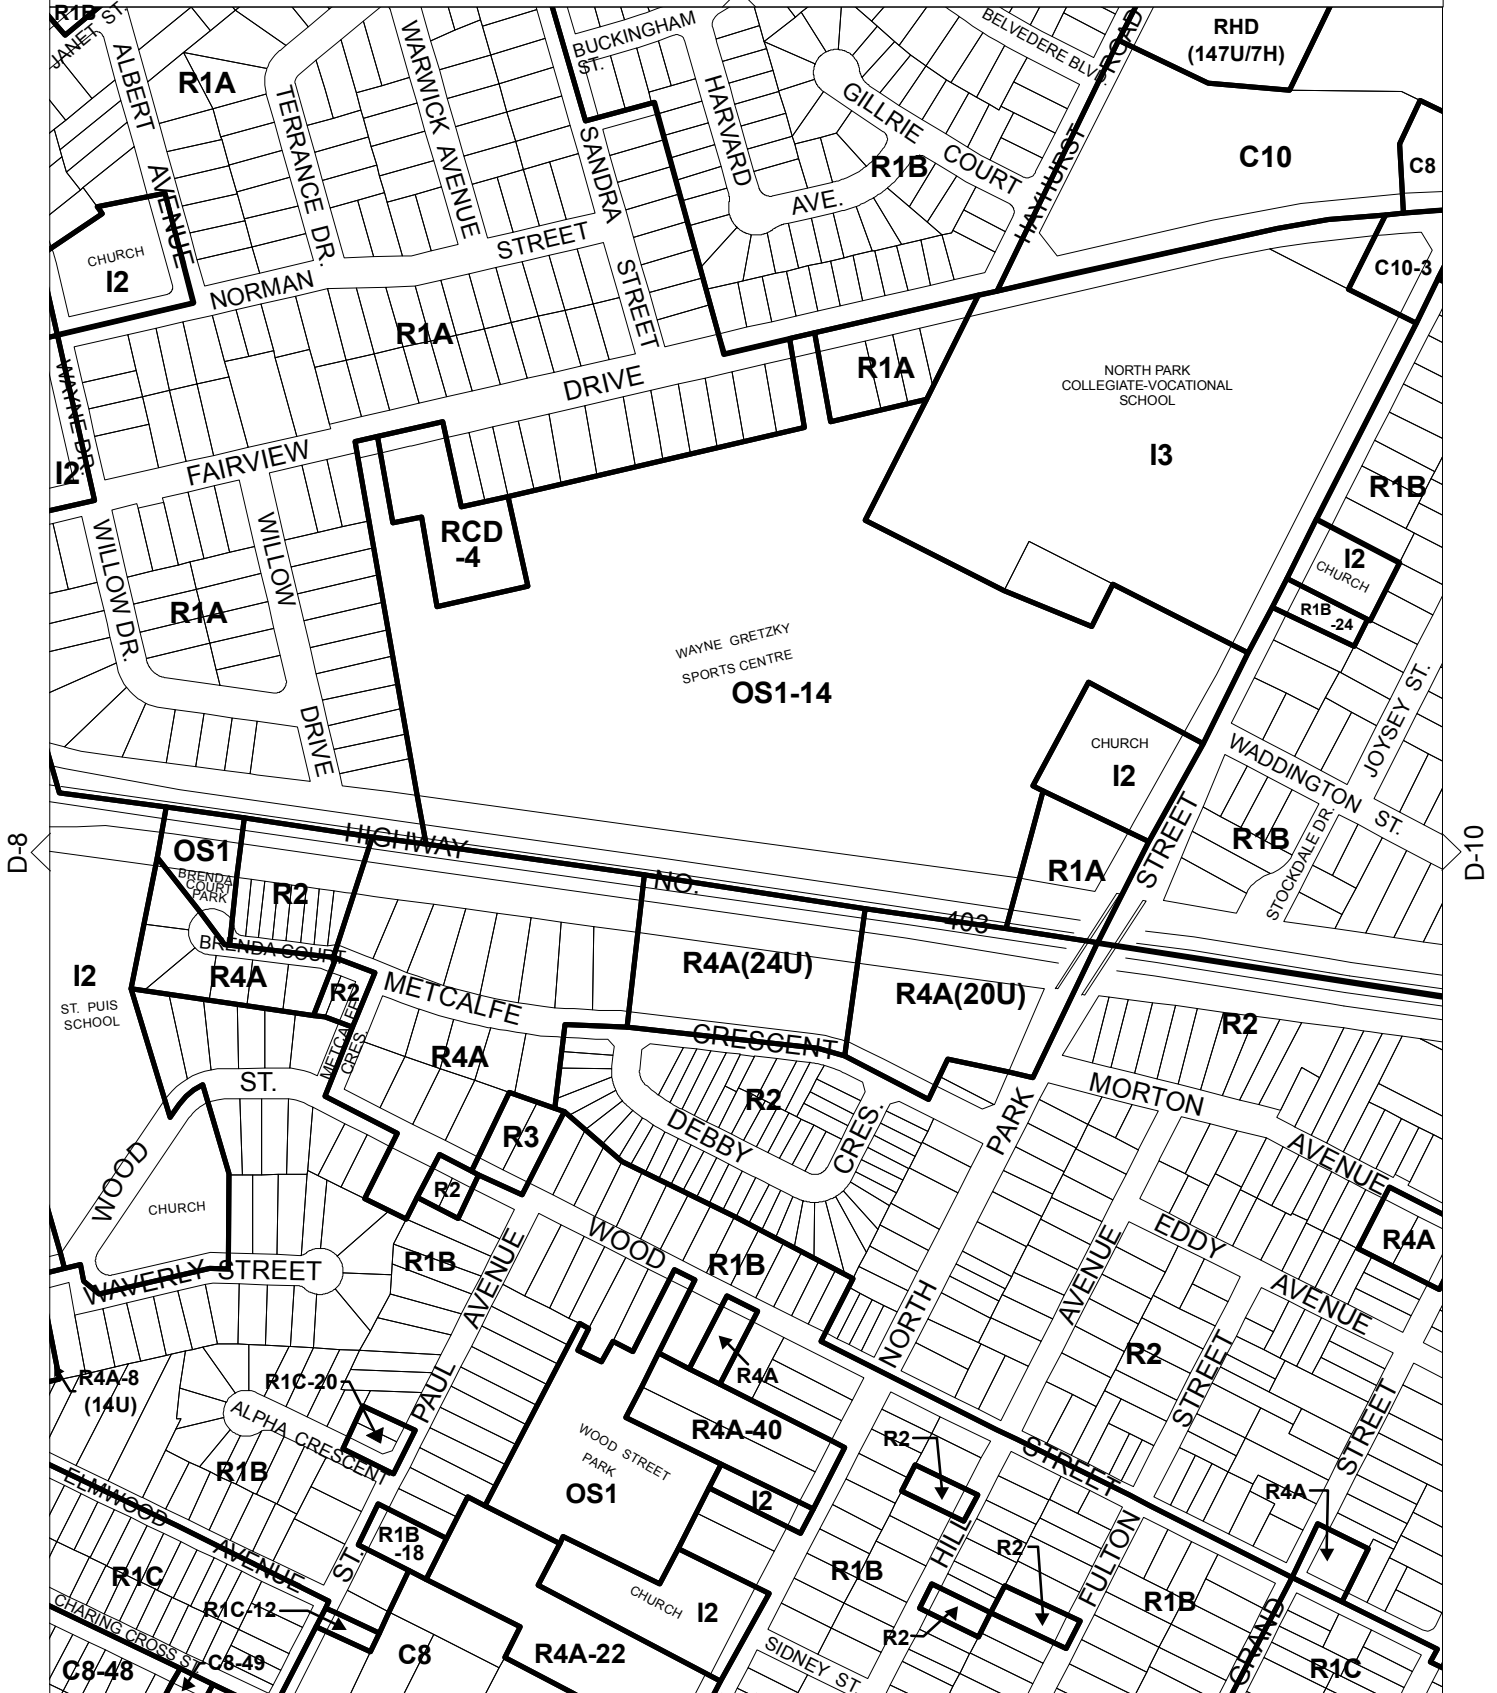 R1B
JANET ST.
ALBERT
AVENUE
R1A
TERRANCE DR.
WARWICK AVENUE
SANDRA
STREET
BUCKINGHAM
ST.
HARVARD
AVE.
GILLRIE COURT
R1B
BELVEDERE BLVD.
HAYHURST ROAD
RHD
(147U/7H)
C10
C8
C10-3
CHURCH
I2
NORMAN
STREET
R1A
WAYNE DR.
I2
FAIRVIEW
DRIVE
R1A
NORTH PARK
COLLEGIATE-VOCATIONAL
SCHOOL
I3
R1B
RCD
-4
I2
CHURCH
R1B
-24
WILLOW DR.
WILLOW
DRIVE
R1A
WAYNE GRETZKY
SPORTS CENTRE
OS1-14
JOYSEY ST.
CHURCH
I2
WADDINGTON ST.
STOCKDALE DR.
R1B
STREET
R1A
D-8
D-10
HIGHWAY
NO.
403
OS1
BRENDA
COURT
PARK
R2
BRENDA COURT
R4A
R2
I2
ST. PUIS
SCHOOL
METCALFE
CRES.
METCALFE
CRESCENT
R4A(24U)
R4A(20U)
R2
R4A
ST.
WOOD
CHURCH
R3
R2
R2
DEBBY
CRES.
PARK
MORTON
AVENUE
R4A
EDDY
AVENUE
AVENUE
WAVERLY STREET
R1B
AVENUE
WOOD
R1B
NORTH
R2
STREET
STREET
R4A-8
(14U)
R1C-20
PAUL
R4A
ALPHA CRESCENT
R1B
WOOD STREET
PARK
OS1
R4A-40
I2
R2
STREET
R4A
ELMWOOD
AVENUE
ST.
R1B
-18
R1C
R1C-12
CHARING CROSS ST.
C8-48
C8-49
C8
CHURCH
I2
R4A-22
R1B
HILL
R2
R2
FULTON
R1B
SIDNEY ST.
GRAND
R1C